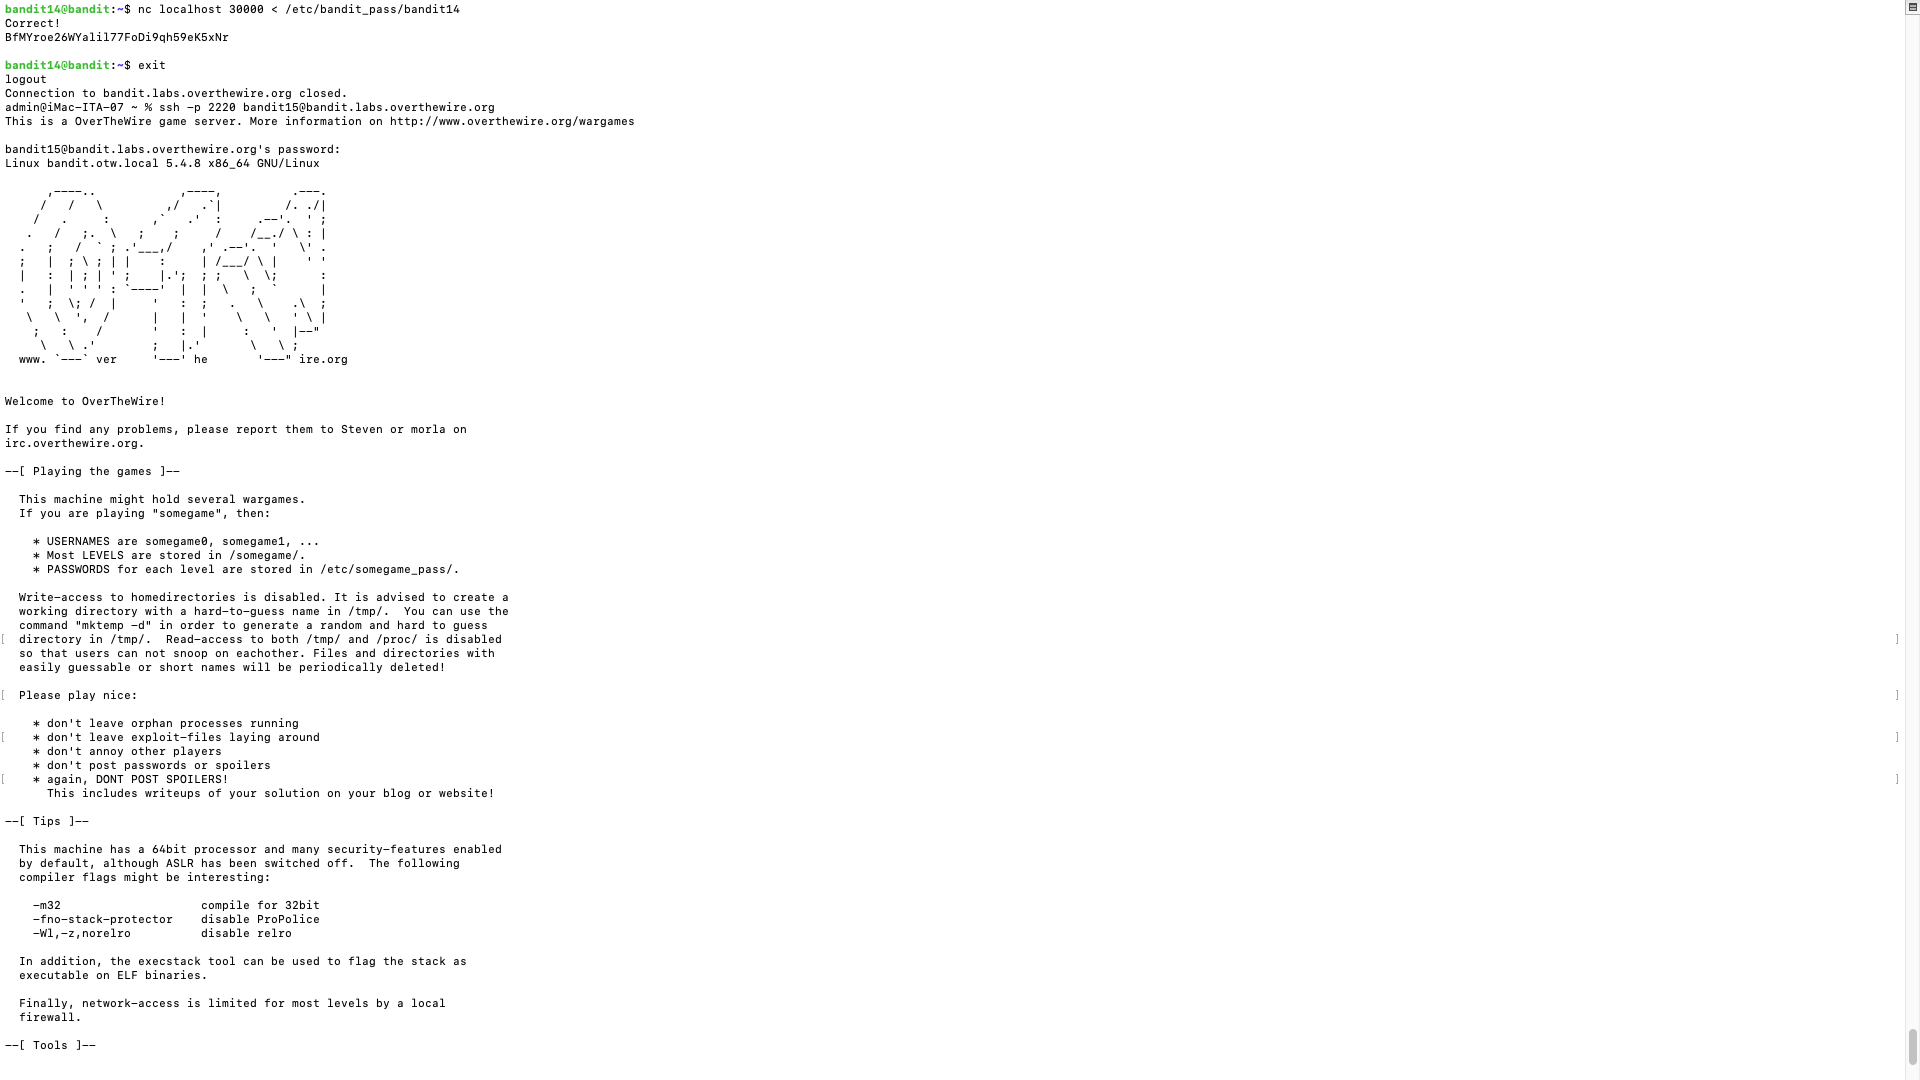 bandit14@bandit:~$ nc localhost 30000 < /etc/bandit_pass/bandit14
Correct!
BfMYroe26WYalil77FoDi9qh59eK5xNr

bandit14@bandit:~$ exit
logout
Connection to bandit.labs.overthewire.org closed.
admin@iMac-ITA-07 ~ % ssh -p 2220 bandit15@bandit.labs.overthewire.org
This is a OverTheWire game server. More information on http://www.overthewire.org/wargames

bandit15@bandit.labs.overthewire.org's password:
Linux bandit.otw.local 5.4.8 x86_64 GNU/Linux

www. `---` ver '---' he '---" ire.org

Welcome to OverTheWire!

If you find any problems, please report them to Steven or morla on
irc.overthewire.org.

--[ Playing the games ]--

  This machine might hold several wargames.
  If you are playing "somegame", then:

    * USERNAMES are somegame0, somegame1, ...
    * Most LEVELS are stored in /somegame/.
    * PASSWORDS for each level are stored in /etc/somegame_pass/.

  Write-access to homedirectories is disabled. It is advised to create a
  working directory with a hard-to-guess name in /tmp/.  You can use the
  command "mktemp -d" in order to generate a random and hard to guess
  directory in /tmp/.  Read-access to both /tmp/ and /proc/ is disabled
  so that users can not snoop on eachother. Files and directories with
  easily guessable or short names will be periodically deleted!

  Please play nice:

    * don't leave orphan processes running
    * don't leave exploit-files laying around
    * don't annoy other players
    * don't post passwords or spoilers
    * again, DONT POST SPOILERS!
      This includes writeups of your solution on your blog or website!

--[ Tips ]--

  This machine has a 64bit processor and many security-features enabled
  by default, although ASLR has been switched off.  The following
  compiler flags might be interesting:

    -m32                    compile for 32bit
    -fno-stack-protector    disable ProPolice
    -Wl,-z,norelro          disable relro

  In addition, the execstack tool can be used to flag the stack as
  executable on ELF binaries.

  Finally, network-access is limited for most levels by a local
  firewall.

--[ Tools ]--